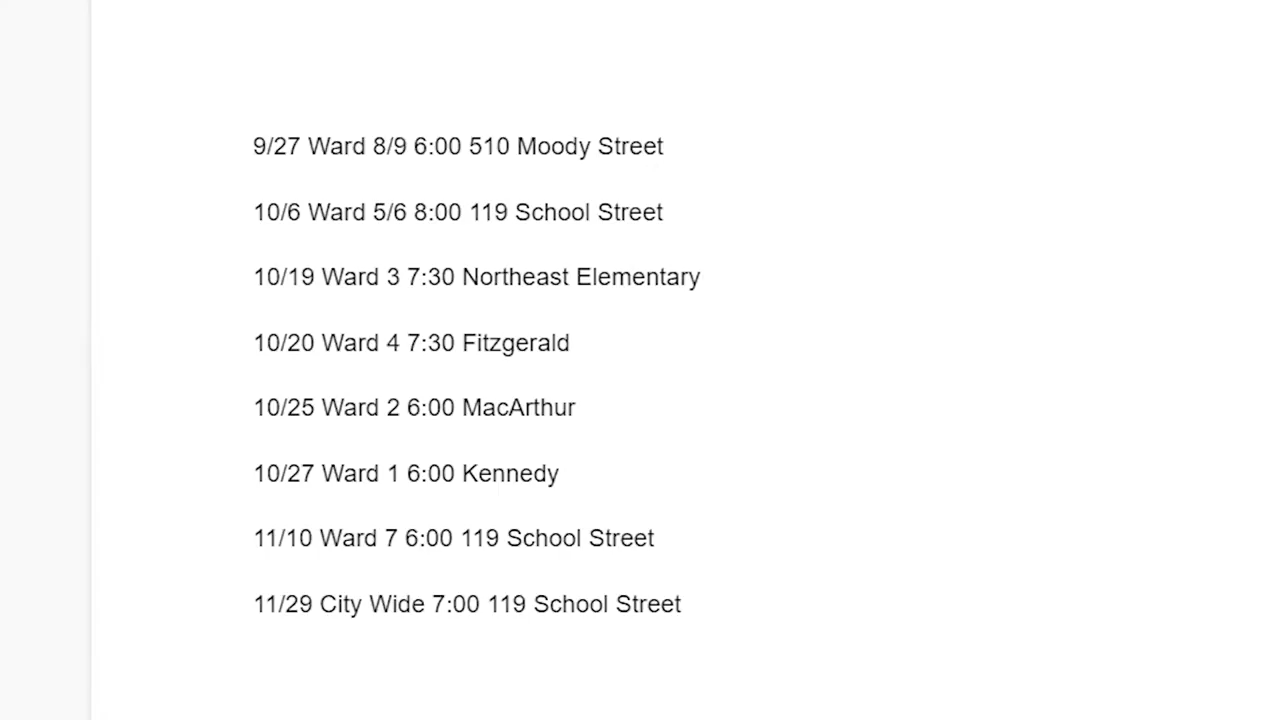 9/27 Ward 8/9 6:00 510 Moody Street
10/6 Ward 5/6 8:00 119 School Street
10/19 Ward 3 7:30 Northeast Elementary
10/20 Ward 4 7:30 Fitzgerald
10/25 Ward 2 6:00 MacArthur
10/27 Ward 1 6:00 Kennedy
11/10 Ward 7 6:00 119 School Street
11/29 City Wide 7:00 119 School Street